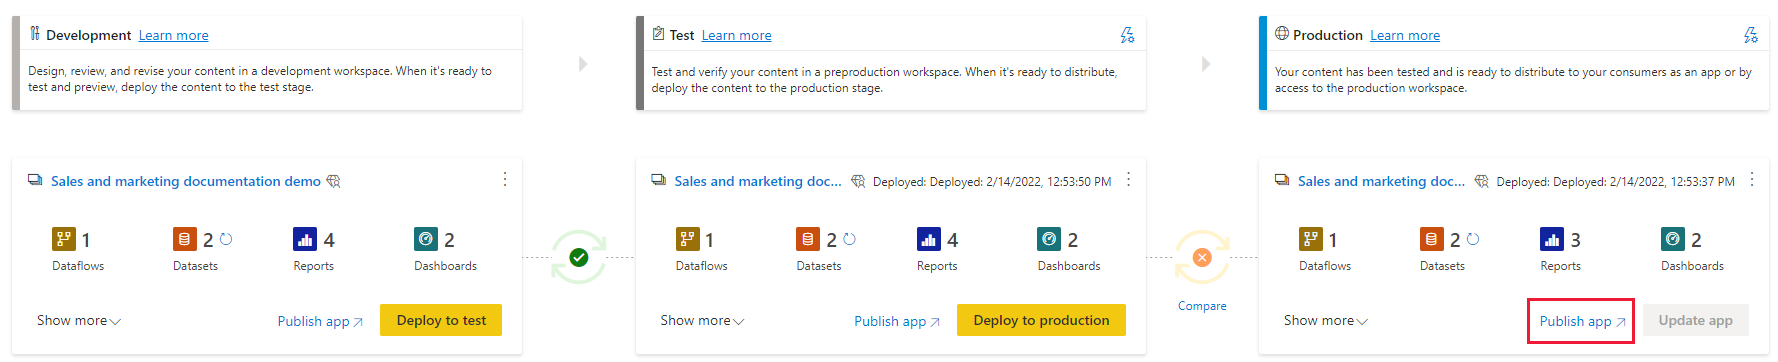 Development Learn more
Design, review, and revise your content in a development workspace. When it's ready to
test and preview, deploy the content to the test stage.
Test Learn more
Test and verify your content in a preproduction workspace. When it's ready to distribute,
deploy the content to the production stage.
Production Learn more
Your content has been tested and is ready to distribute to your consumers as an app or by
access to the production workspace.
Sales and marketing documentation demo
1 2 4 2
Dataflows Datasets Reports Dashboards
Show more Publish app Deploy to test
Sales and marketing doc... Deployed: Deployed: 2/14/2022, 12:53:50 PM
1 2 4 2
Dataflows Datasets Reports Dashboards
Show more Publish app Deploy to production
Compare
Sales and marketing doc... Deployed: Deployed: 2/14/2022, 12:53:37 PM
1 2 3 2
Dataflows Datasets Reports Dashboards
Show more Publish app Update app